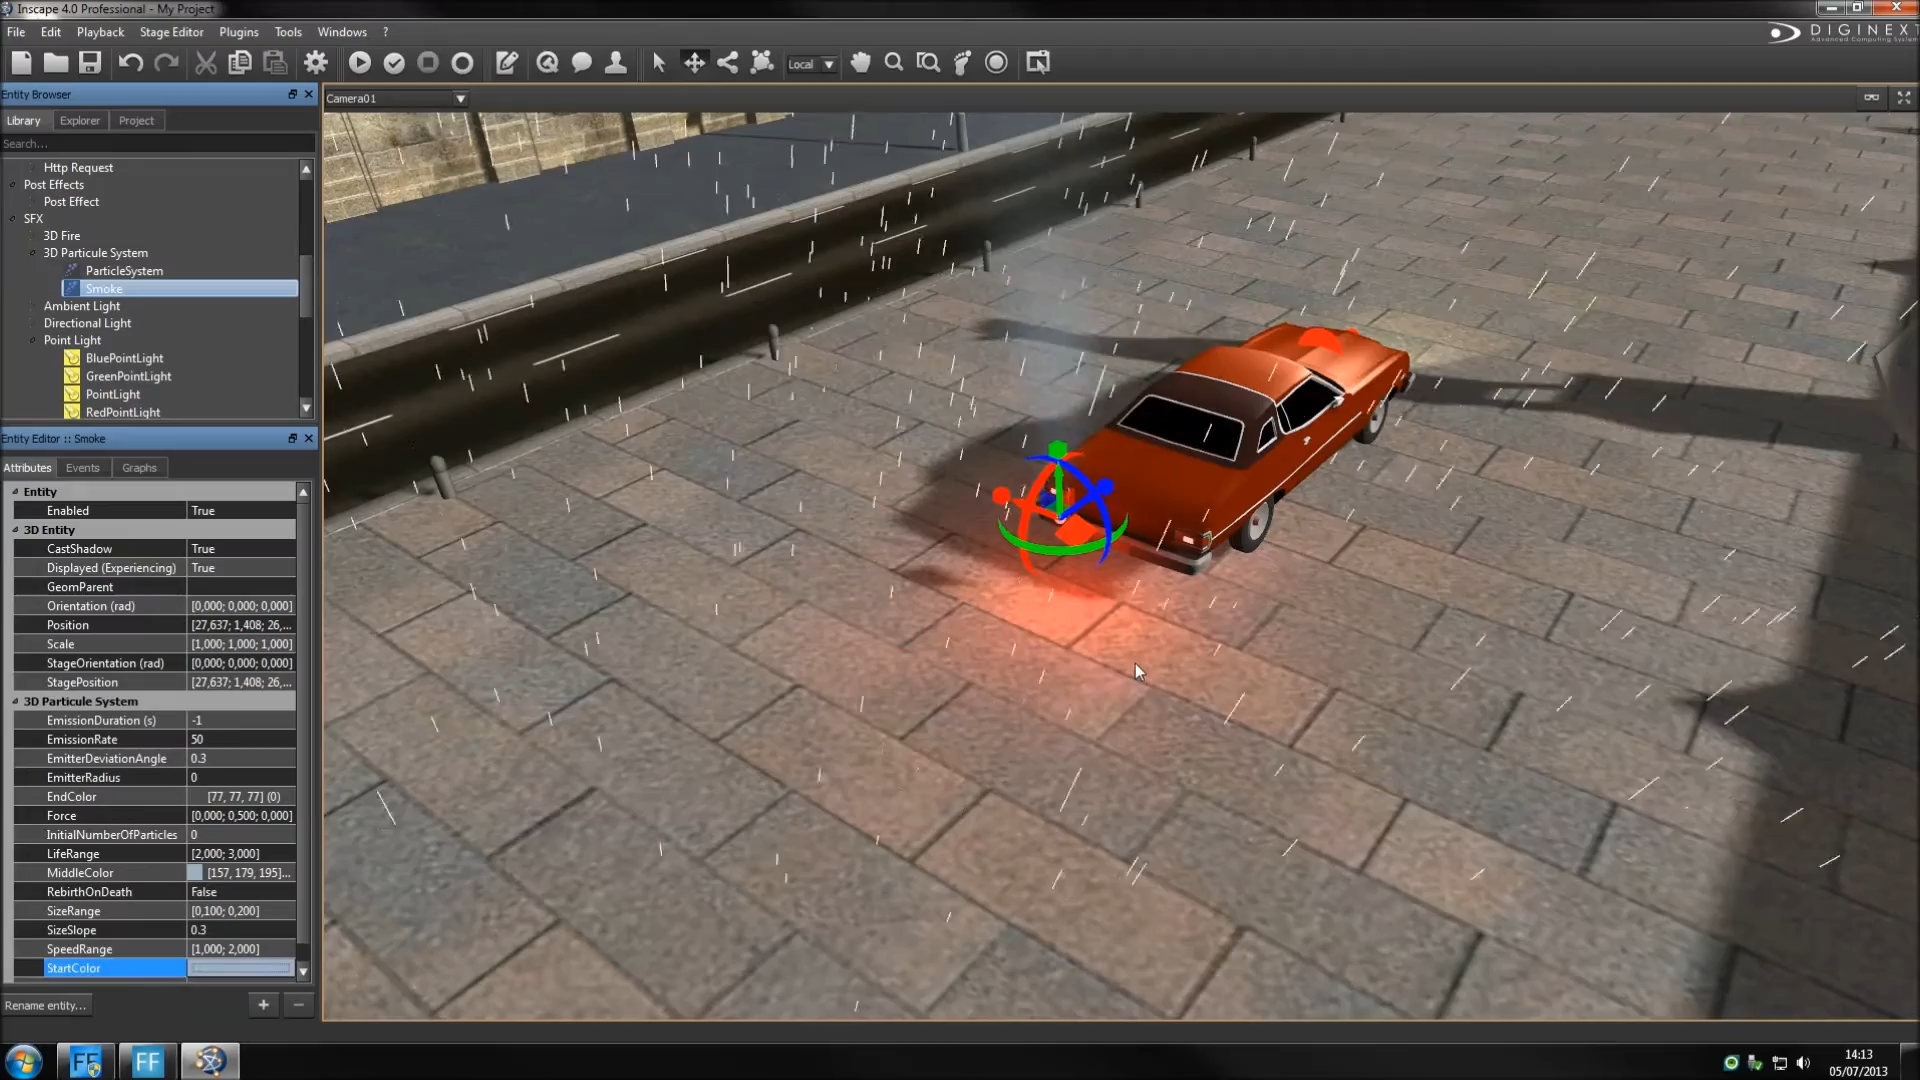 Inscape 4.0 Professional - My Project
File Edit Playback Stage Editor Plugins Tools Windows ?
DIGINEXT
Local
Entity Browser
Camera01
Library Explorer Project
Search...
Http Request
Post Effects
Post Effect
SFX
3D Fire
3D Particule System
ParticleSystem
Smoke
Ambient Light
Directional Light
Point Light
BluePointLight
GreenPointLight
PointLight
RedPointLight
Entity Editor :: Smoke
Attributes Events Graphs
Entity
Enabled True
3D Entity
CastShadow True
Displayed (Experiencing) True
GeomParent
Orientation (rad) [0,000; 0,000; 0,000]
Position [27,637; 1,408; 26,...
Scale [1,000; 1,000; 1,000]
StageOrientation (rad) [0,000; 0,000; 0,000]
StagePosition [27,637; 1,408; 26,...
3D Particule System
EmissionDuration (s) -1
EmissionRate 50
EmitterDeviationAngle 0.3
EmitterRadius 0
EndColor [77, 77, 77] (0)
Force [0,000; 0,500; 0,000]
InitialNumberOfParticles 0
LifeRange [2,000; 3,000]
MiddleColor [157, 179, 195]...
RebirthOnDeath False
SizeRange [0,100; 0,200]
SizeSlope 0.3
SpeedRange [1,000; 2,000]
StartColor
Rename entity... + −
FF FF
14:13
05/07/2013